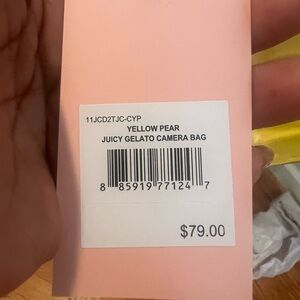 11JCD2TJC-CYP
YELLOW PEAR
JUICY GELATO CAMERA BAG
8 85919 77124 7
$79.00